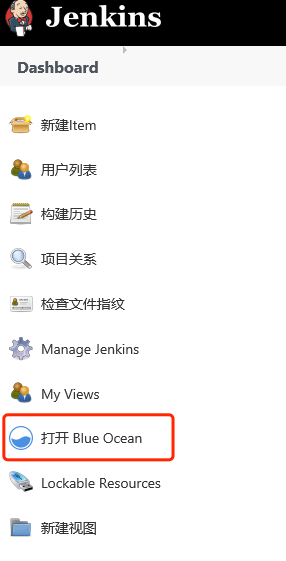 Jenkins
Dashboard
新建Item
用户列表
构建历史
项目关系
检查文件指纹
Manage Jenkins
My Views
打开 Blue Ocean
Lockable Resources
新建视图